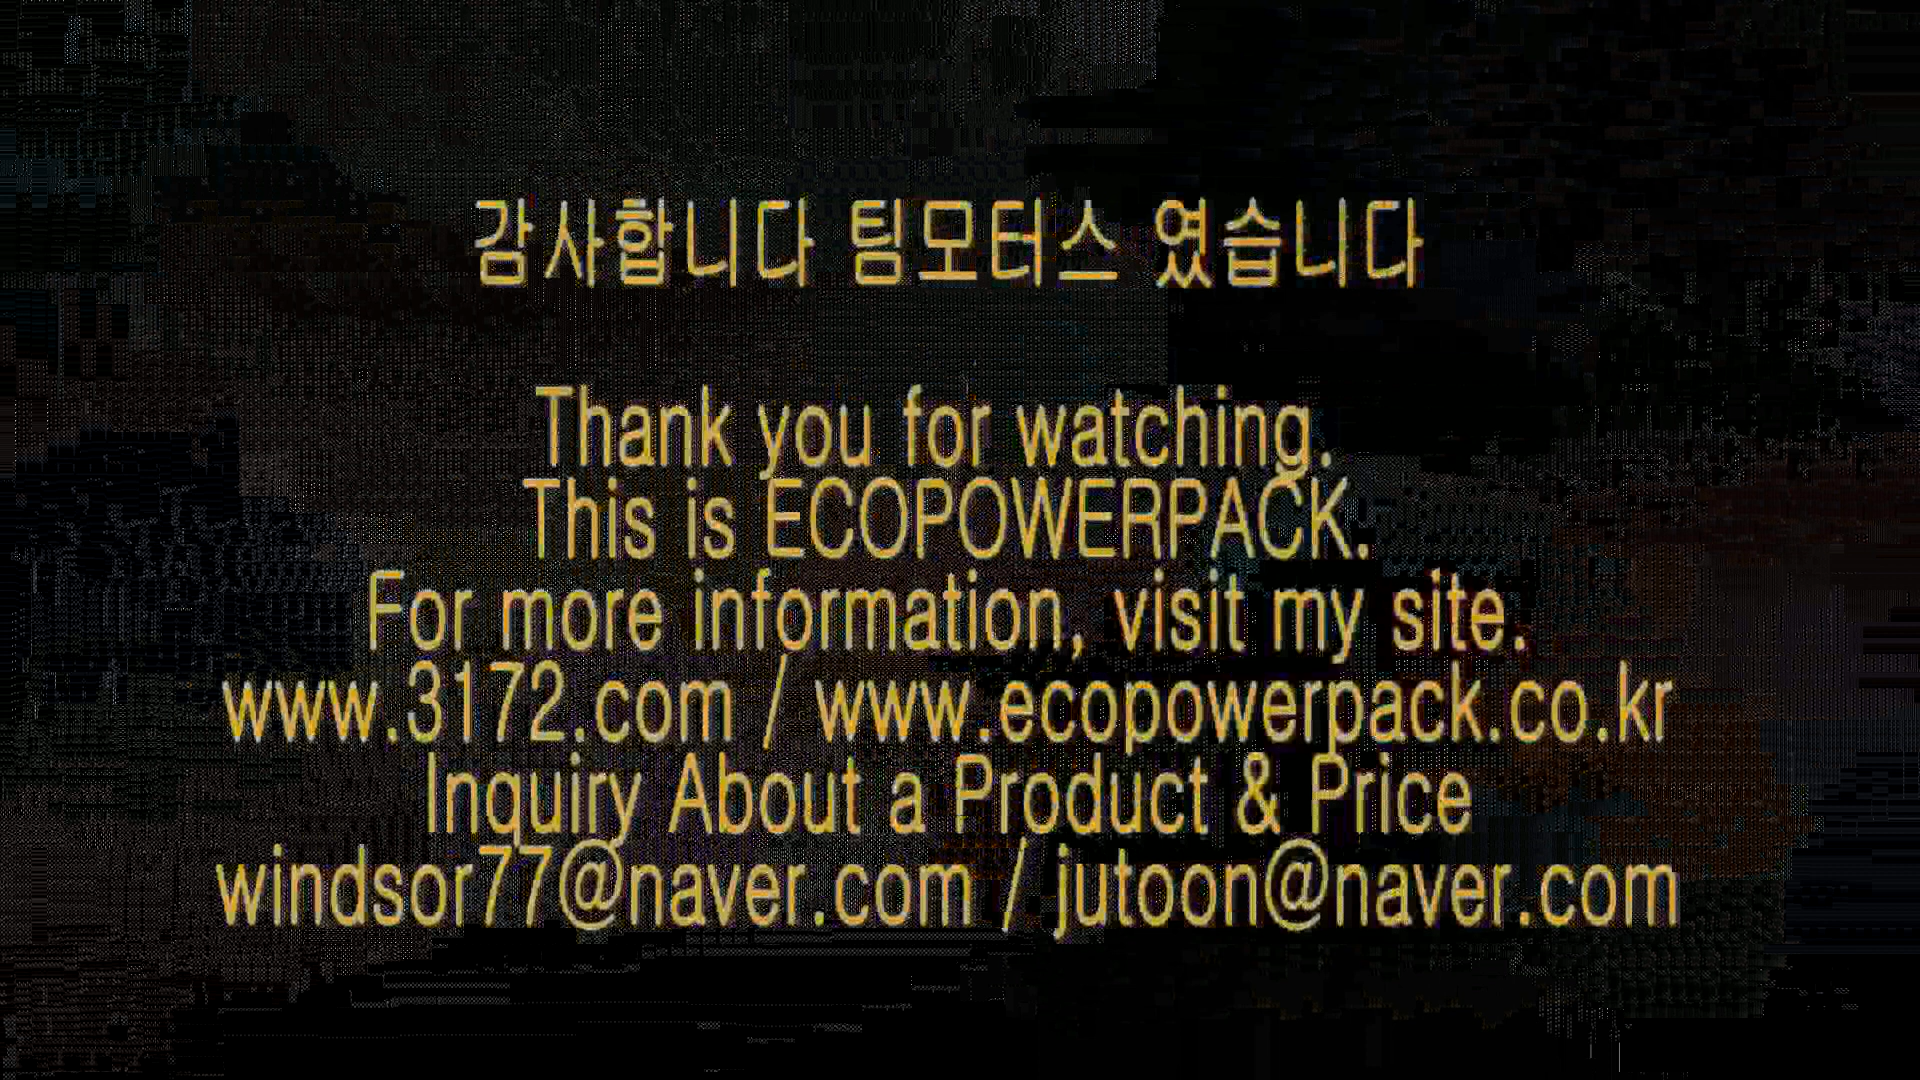 감사합니다 팀모터스 였습니다
Thank you for watching.
This is ECOPOWERPACK.
For more information, visit my site.
www.3172.com / www.ecopowerpack.co.kr
Inquiry About a Product & Price
windsor77@naver.com / jutoon@naver.com